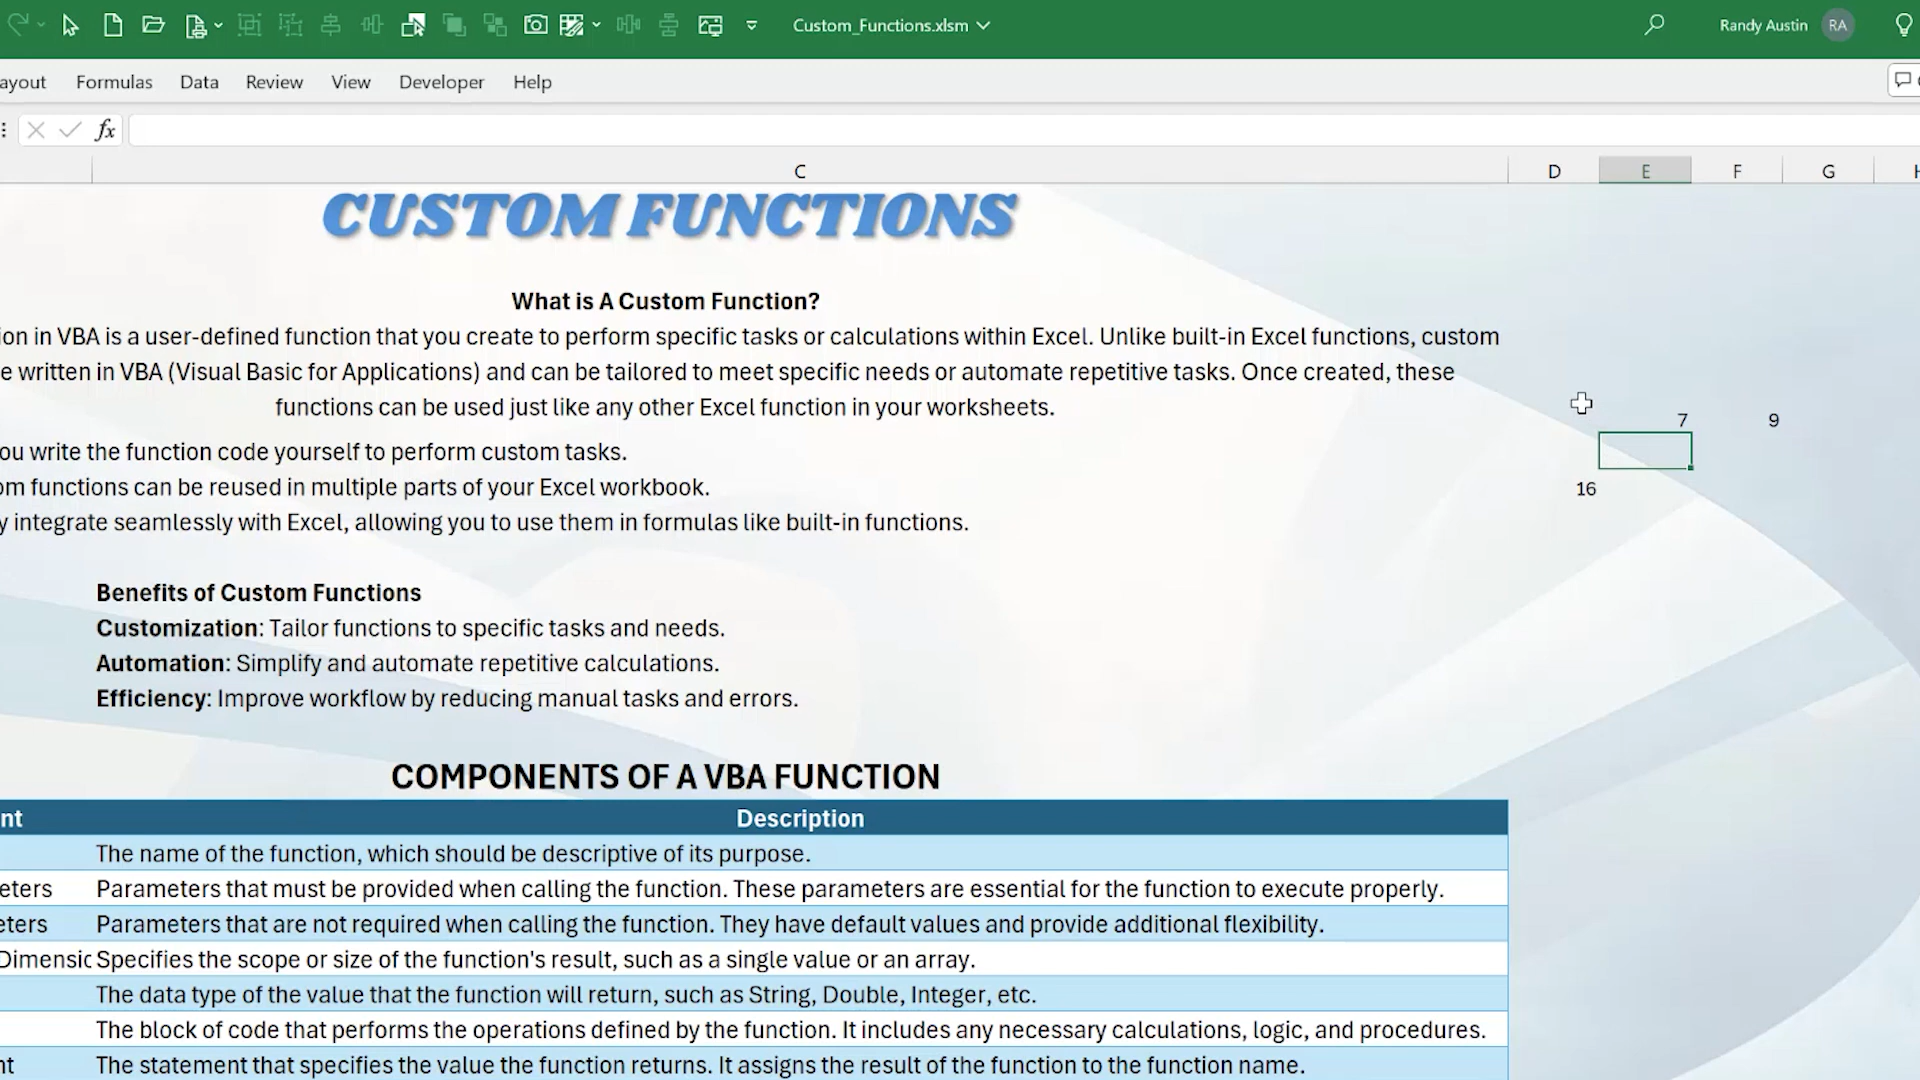 Custom_Functions.xlsm
Randy Austin
RA
ayout Formulas Data Review View Developer Help
fx
C D E F G
CUSTOM FUNCTIONS
What is A Custom Function?
ion in VBA is a user-defined function that you create to perform specific tasks or calculations within Excel. Unlike built-in Excel functions, custom
e written in VBA (Visual Basic for Applications) and can be tailored to meet specific needs or automate repetitive tasks. Once created, these
functions can be used just like any other Excel function in your worksheets.
7 9
ou write the function code yourself to perform custom tasks.
om functions can be reused in multiple parts of your Excel workbook.
16
y integrate seamlessly with Excel, allowing you to use them in formulas like built-in functions.
Benefits of Custom Functions
Customization: Tailor functions to specific tasks and needs.
Automation: Simplify and automate repetitive calculations.
Efficiency: Improve workflow by reducing manual tasks and errors.
COMPONENTS OF A VBA FUNCTION
nt Description
The name of the function, which should be descriptive of its purpose.
eters Parameters that must be provided when calling the function. These parameters are essential for the function to execute properly.
eters Parameters that are not required when calling the function. They have default values and provide additional flexibility.
Dimensic Specifies the scope or size of the function's result, such as a single value or an array.
The data type of the value that the function will return, such as String, Double, Integer, etc.
The block of code that performs the operations defined by the function. It includes any necessary calculations, logic, and procedures.
nt The statement that specifies the value the function returns. It assigns the result of the function to the function name.